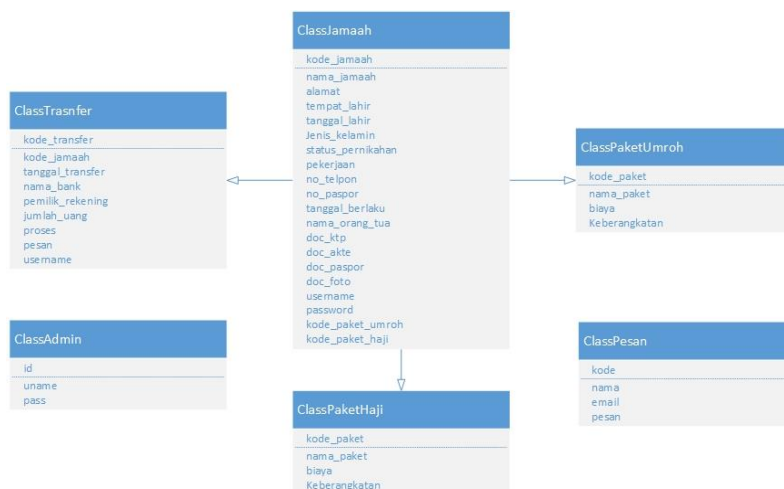 ClassJamaah
kode_jamaah
nama_jamaah
alamat
tempat_lahir
tanggal_lahir
Jenis_kelamin
status_pernikahan
pekerjaan
no_telpon
no_paspor
tanggal_berlaku
nama_orang_tua
doc_ktp
doc_akte
doc_paspor
doc_foto
username
password
kode_paket_umroh
kode_paket_haji
ClassTrasnfer
kode_transfer
kode_jamaah
tanggal_transfer
nama_bank
pemilik_rekening
jumlah_uang
proses
pesan
username
ClassPaketUmroh
kode_paket
nama_paket
biaya
Keberangkatan
ClassAdmin
id
uname
pass
ClassPesan
kode
nama
email
pesan
ClassPaketHaji
kode_paket
nama_paket
biaya
Keberangkatan